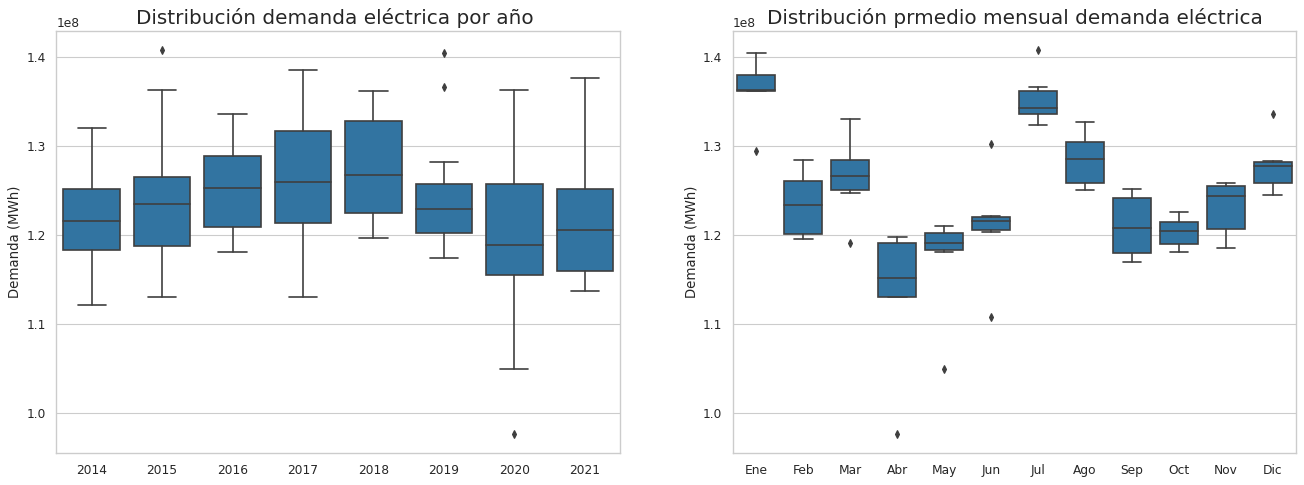 Distribución demanda eléctrica por año
1e8
1.4
1.3
1.2
1.1
1.0
Demanda (MWh)
2014 2015 2016 2017 2018 2019 2020 2021
Distribución prmedio mensual demanda eléctrica
1e8
1.4
1.3
1.2
1.1
1.0
Demanda (MWh)
Ene Feb Mar Abr May Jun Jul Ago Sep Oct Nov Dic